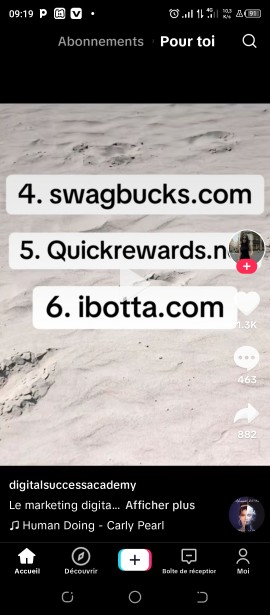 09:19
Abonnements
Pour toi
4. swagbucks.com
5. Quickrewards.n
6. ibotta.com
1.3K
463
882
digitalsuccessacademy
Le marketing digita... Afficher plus
Human Doing - Carly Pearl
Accueil
Découvrir
Boîte de réception
Moi